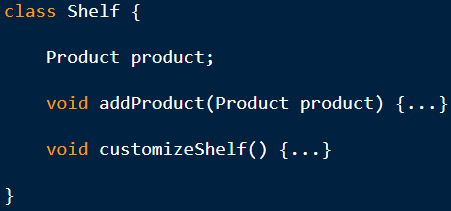 class Shelf {
Product product;
void addProduct(Product product) {...}
void customizeShelf() {...}
}